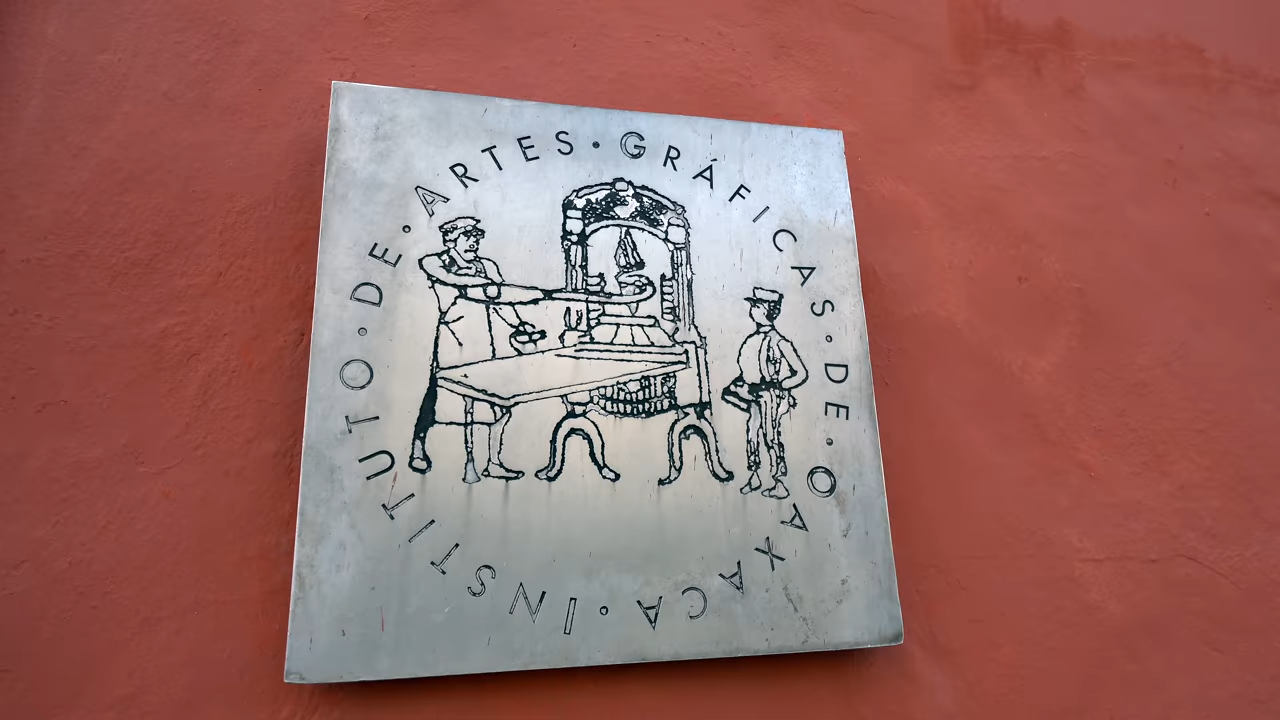 INSTITUTO · DE · ARTES · GRÁFICAS · DE · OAXACA ·